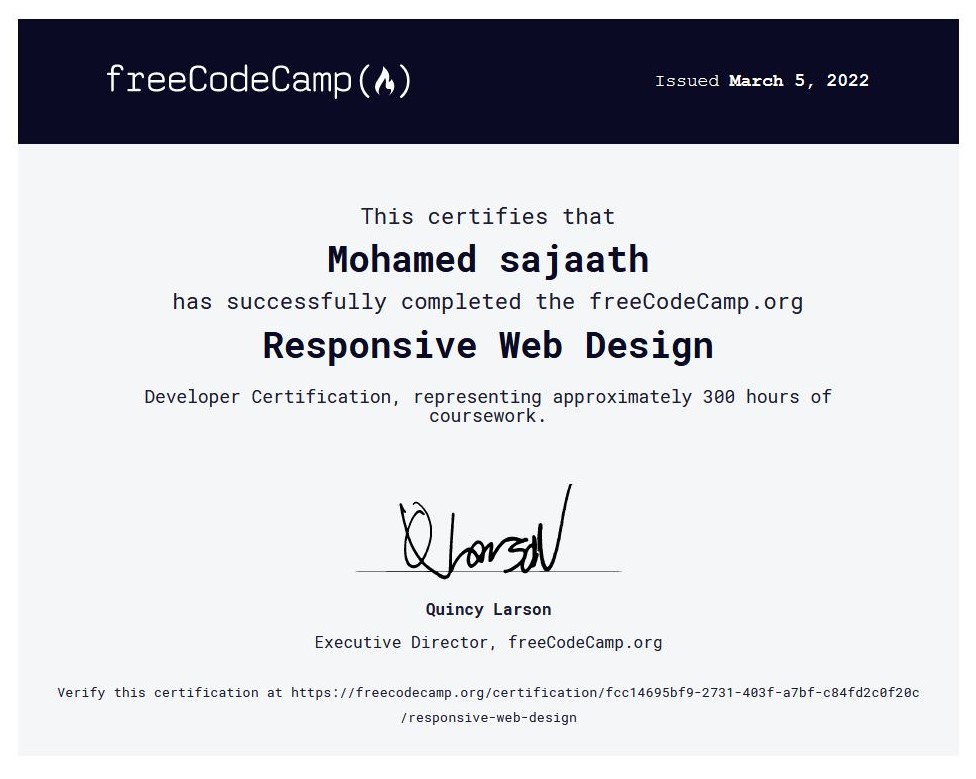 freeCodeCamp(🔥)
Issued March 5, 2022
This certifies that
Mohamed sajaath
has successfully completed the freeCodeCamp.org
Responsive Web Design
Developer Certification, representing approximately 300 hours of
coursework.
Q Larson
Quincy Larson
Executive Director, freeCodeCamp.org
Verify this certification at https://freecodecamp.org/certification/fcc14695bf9-2731-403f-a7bf-c84fd2c0f20c
/responsive-web-design